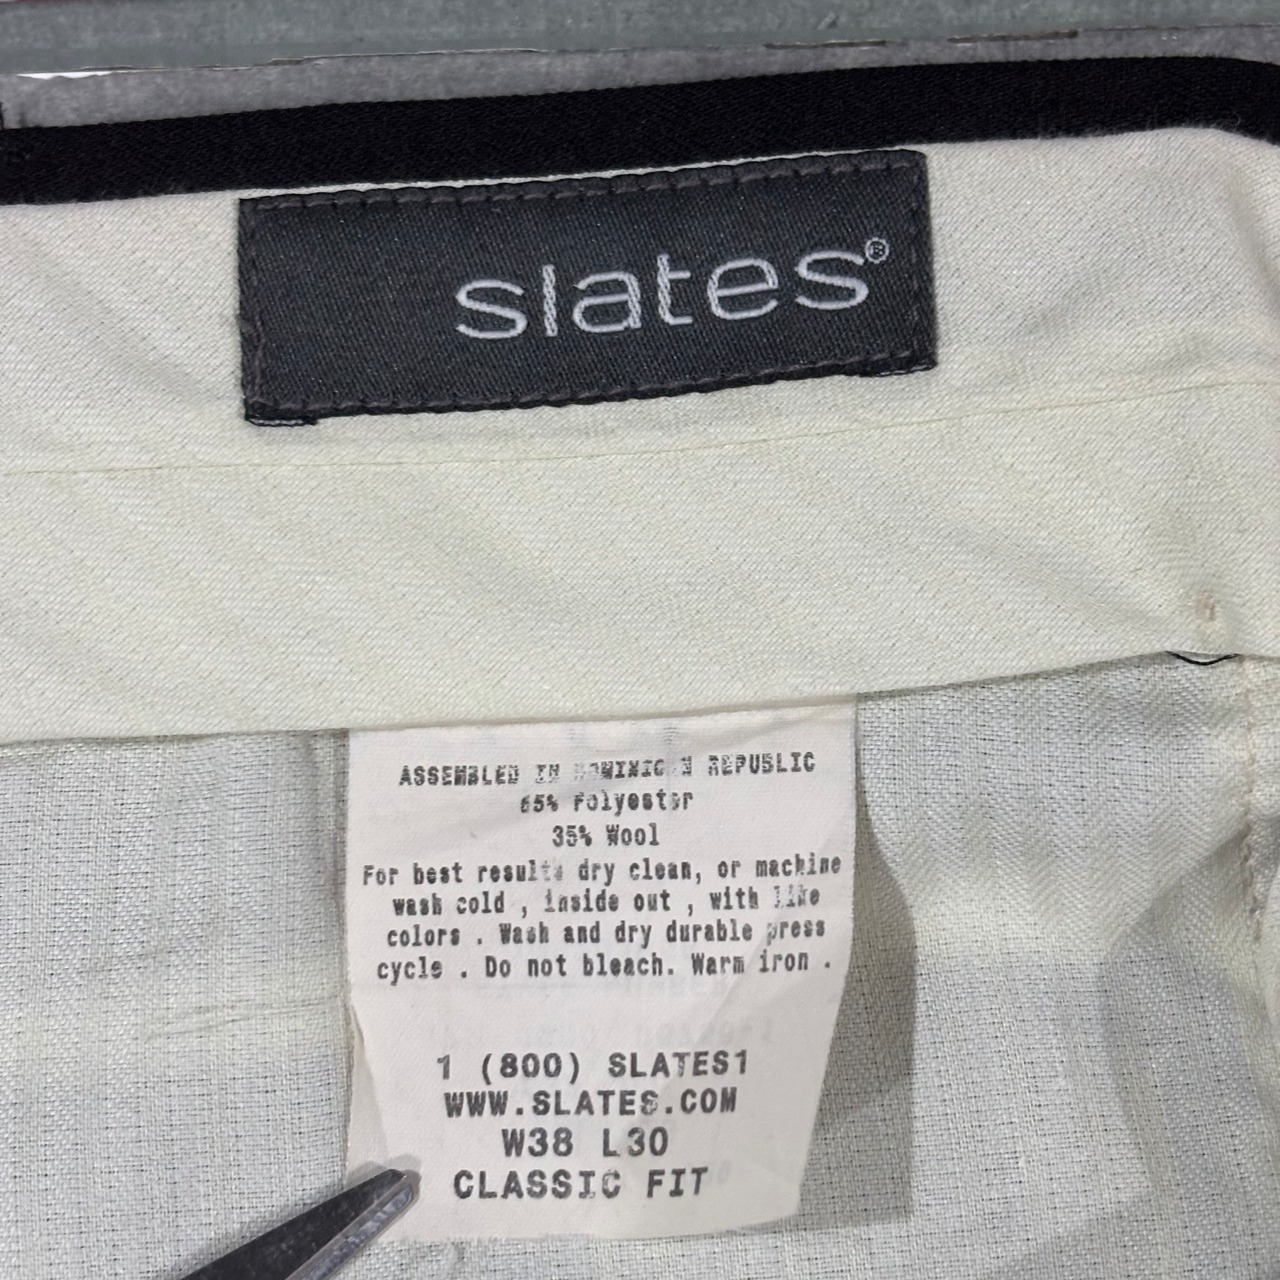 slates®
ASSEMBLED IN DOMINICAN REPUBLIC
65% Polyester
35% Wool
For best results dry clean, or machine
wash cold , inside out , with like
colors . Wash and dry durable press
cycle . Do not bleach. Warm iron .
1 (800) SLATES1
WWW.SLATES.COM
W38 L30
CLASSIC FIT